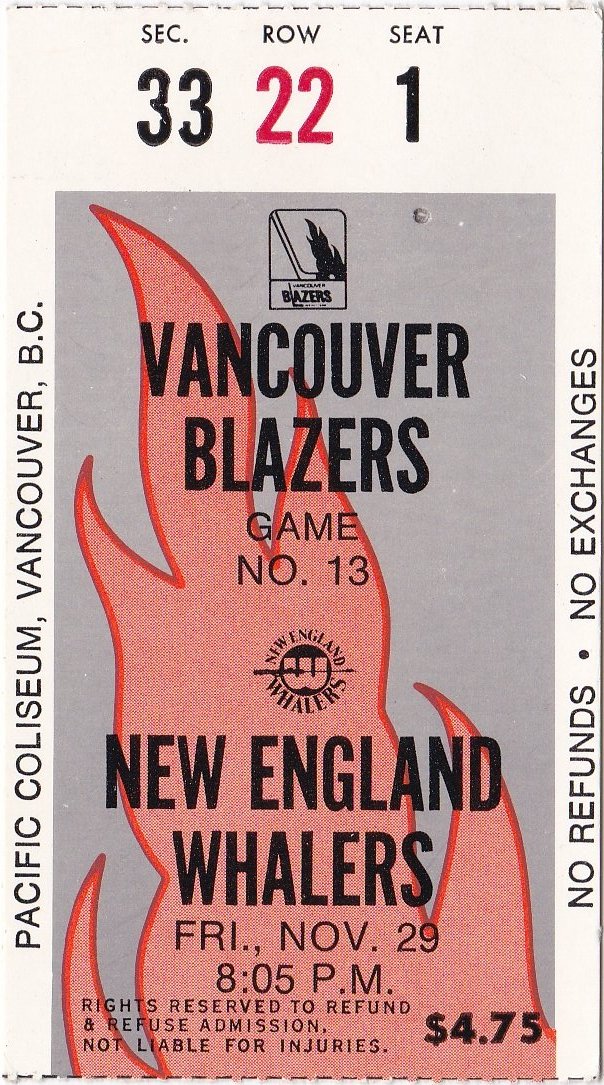 SEC. ROW SEAT
33 22 1
VANCOUVER
BLAZERS
VANCOUVER
BLAZERS
GAME
NO. 13
NEW ENGLAND
WHALERS
NEW ENGLAND
WHALERS
FRI., NOV. 29
8:05 P.M.
RIGHTS RESERVED TO REFUND
& REFUSE ADMISSION.
NOT LIABLE FOR INJURIES.
$4.75
PACIFIC COLISEUM, VANCOUVER, B.C.
NO REFUNDS • NO EXCHANGES